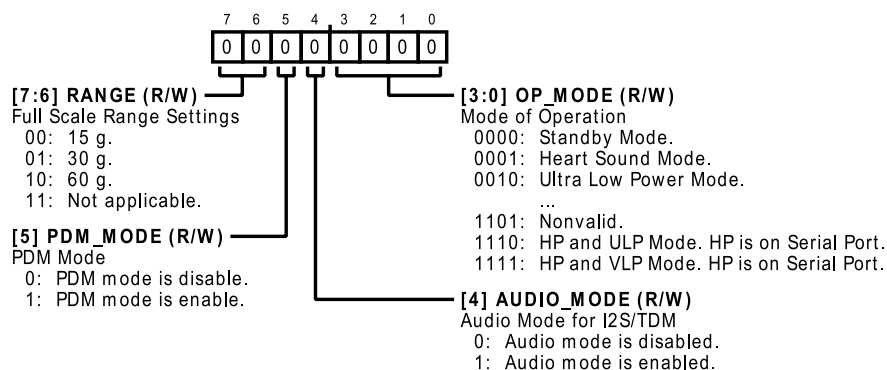 7 6 5 4 3 2 1 0
0 0 0 0 0 0 0 0
[7:6] RANGE (R/W)
Full Scale Range Settings
00: 15 g.
01: 30 g.
10: 60 g.
11: Not applicable.
[5] PDM_MODE (R/W)
PDM Mode
0: PDM mode is disable.
1: PDM mode is enable.
[3:0] OP_MODE (R/W)
Mode of Operation
0000: Standby Mode.
0001: Heart Sound Mode.
0010: Ultra Low Power Mode.
...
1101: Nonvalid.
1110: HP and ULP Mode. HP is on Serial Port.
1111: HP and VLP Mode. HP is on Serial Port.
[4] AUDIO_MODE (R/W)
Audio Mode for I2S/TDM
0: Audio mode is disabled.
1: Audio mode is enabled.